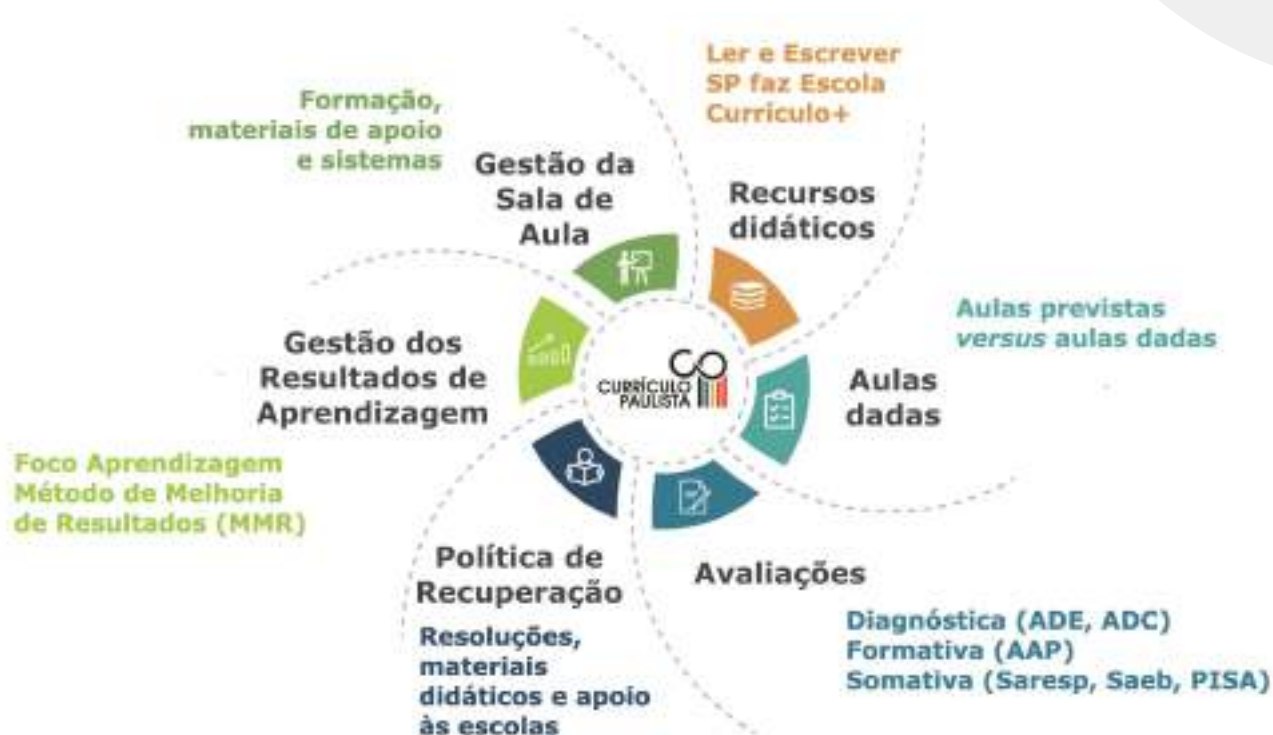 Ler e Escrever
SP faz Escola
Currículo+
Formação,
materiais de apoio
e sistemas
Gestão da
Sala de
Aula
Recursos
didáticos
Aulas previstas
versus aulas dadas
Aulas
dadas
Gestão dos
Resultados de
Aprendizagem
CURRÍCULO
PAULISTA
Foco Aprendizagem
Método de Melhoria
de Resultados (MMR)
Política de
Recuperação
Resoluções,
materiais
didáticos e apoio
às escolas
Avaliações
Diagnóstica (ADE, ADC)
Formativa (AAP)
Somativa (Saresp, Saeb, PISA)